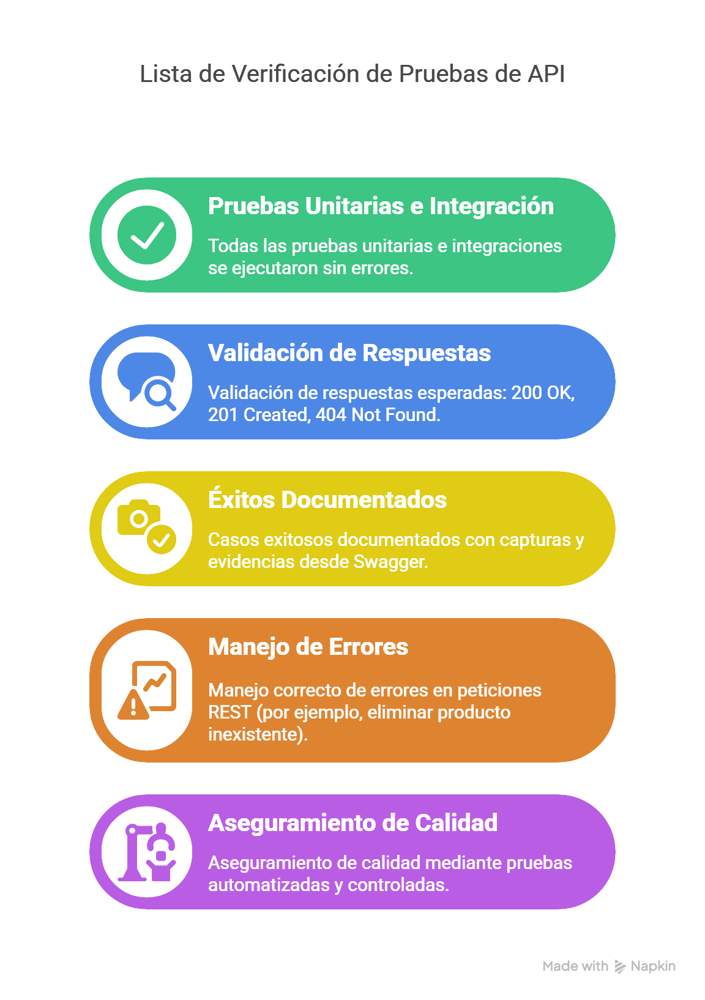 Lista de Verificación de Pruebas de API
Pruebas Unitarias e Integración
Todas las pruebas unitarias e integraciones
se ejecutaron sin errores.
Validación de Respuestas
Validación de respuestas esperadas: 200 OK,
201 Created, 404 Not Found.
Éxitos Documentados
Casos exitosos documentados con capturas y
evidencias desde Swagger.
Manejo de Errores
Manejo correcto de errores en peticiones
REST (por ejemplo, eliminar producto
inexistente).
Aseguramiento de Calidad
Aseguramiento de calidad mediante pruebas
automatizadas y controladas.
Made with Napkin